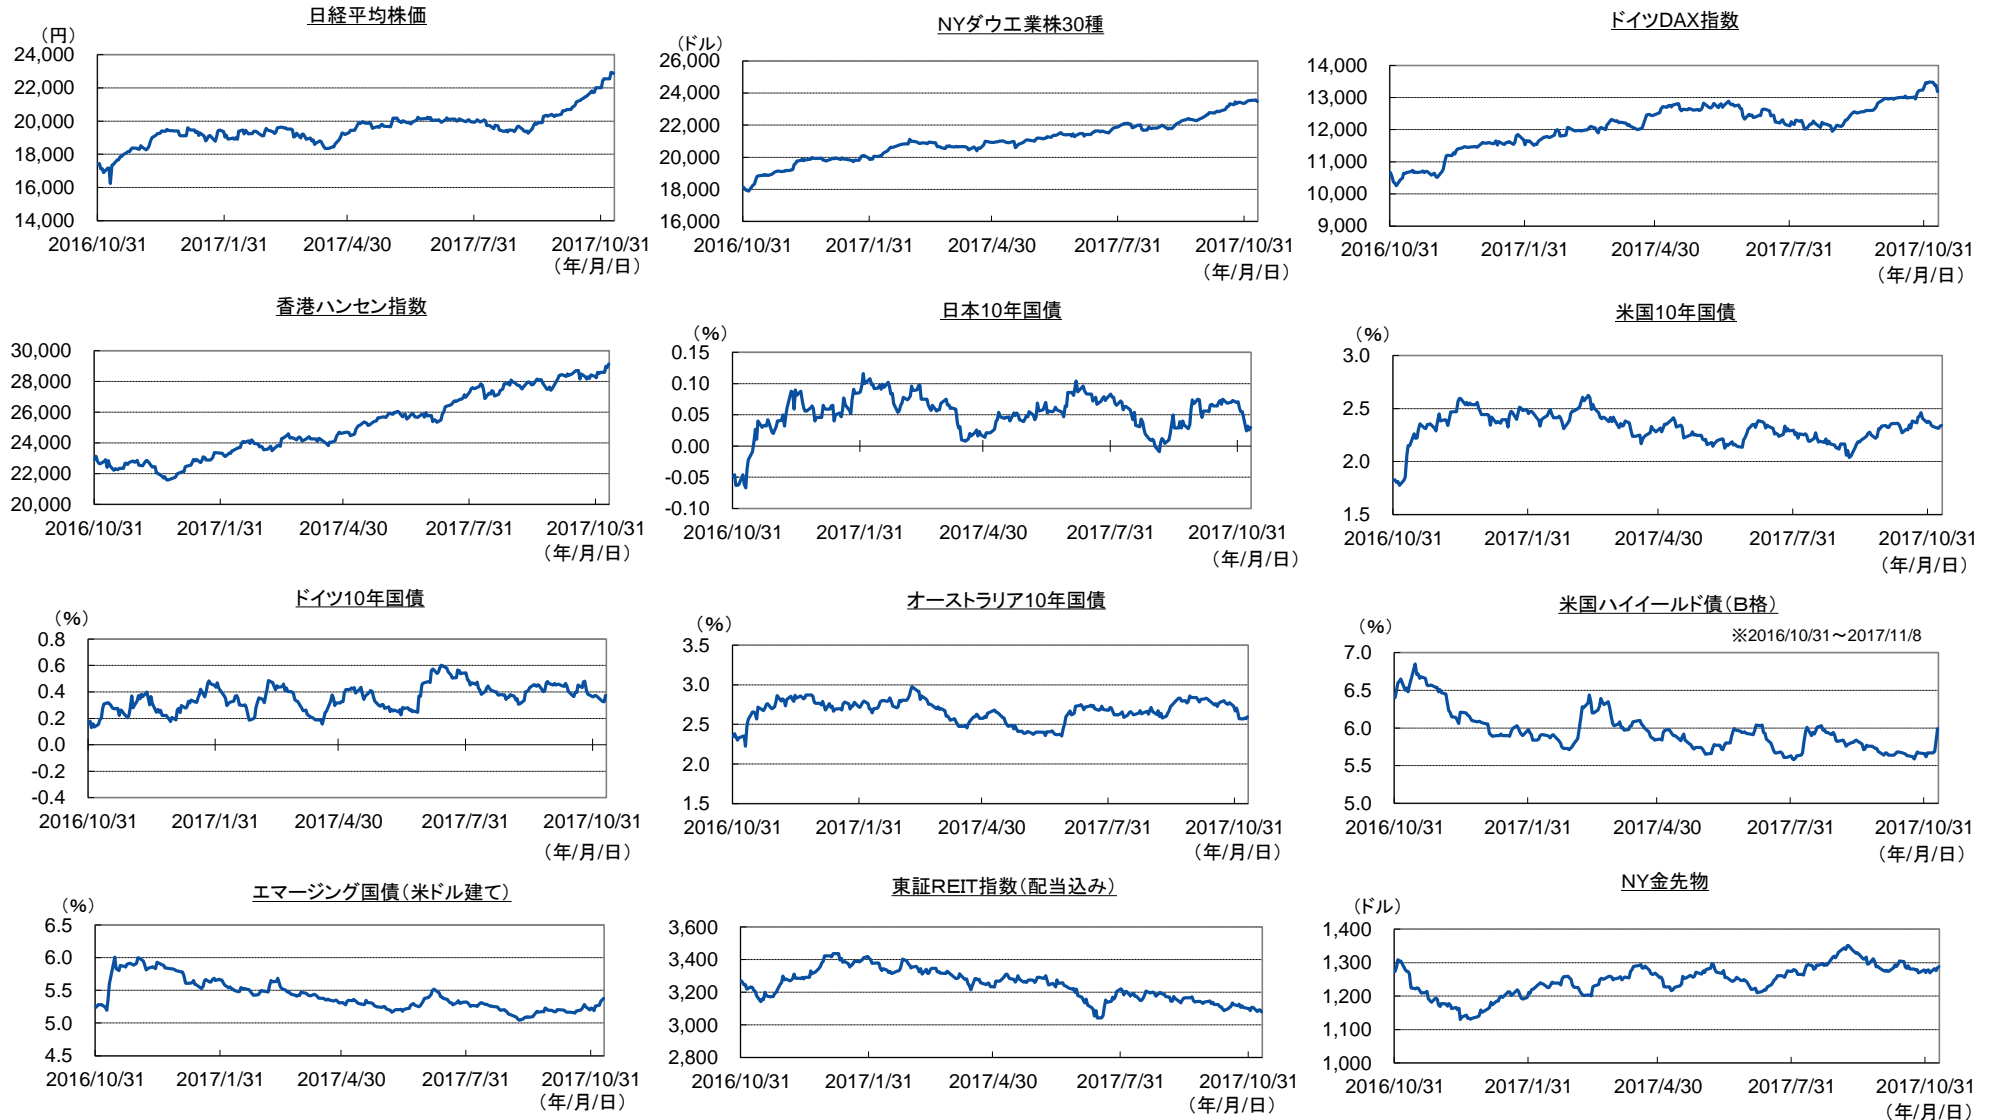 日経平均株価
（円）
24,000
22,000
20,000
18,000
16,000
14,000
2016/10/31 2017/1/31 2017/4/30 2017/7/31 2017/10/31
（年/月/日）
NYダウ工業株30種
（ドル）
26,000
24,000
22,000
20,000
18,000
16,000
2016/10/31 2017/1/31 2017/4/30 2017/7/31 2017/10/31
（年/月/日）
ドイツDAX指数
14,000
13,000
12,000
11,000
10,000
9,000
2016/10/31 2017/1/31 2017/4/30 2017/7/31 2017/10/31
（年/月/日）
香港ハンセン指数
30,000
28,000
26,000
24,000
22,000
20,000
2016/10/31 2017/1/31 2017/4/30 2017/7/31 2017/10/31
（年/月/日）
日本10年国債
（%）
0.15
0.10
0.05
0.00
-0.05
-0.10
2016/10/31 2017/1/31 2017/4/30 2017/7/31 2017/10/31
（年/月/日）
米国10年国債
（%）
3.0
2.5
2.0
1.5
2016/10/31 2017/1/31 2017/4/30 2017/7/31 2017/10/31
（年/月/日）
ドイツ10年国債
（%）
0.8
0.6
0.4
0.2
0.0
-0.2
-0.4
2016/10/31 2017/1/31 2017/4/30 2017/7/31 2017/10/31
（年/月/日）
オーストラリア10年国債
（%）
3.5
3.0
2.5
2.0
1.5
2016/10/31 2017/1/31 2017/4/30 2017/7/31 2017/10/31
（年/月/日）
米国ハイイールド債（B格）
（%）
※2016/10/31～2017/11/8
7.0
6.5
6.0
5.5
5.0
2016/10/31 2017/1/31 2017/4/30 2017/7/31 2017/10/31
（年/月/日）
エマージング国債（米ドル建て）
（%）
6.5
6.0
5.5
5.0
4.5
2016/10/31 2017/1/31 2017/4/30 2017/7/31 2017/10/31
（年/月/日）
東証REIT指数（配当込み）
3,600
3,400
3,200
3,000
2,800
2016/10/31 2017/1/31 2017/4/30 2017/7/31 2017/10/31
（年/月/日）
NY金先物
（ドル）
1,400
1,300
1,200
1,100
1,000
2016/10/31 2017/1/31 2017/4/30 2017/7/31 2017/10/31
（年/月/日）